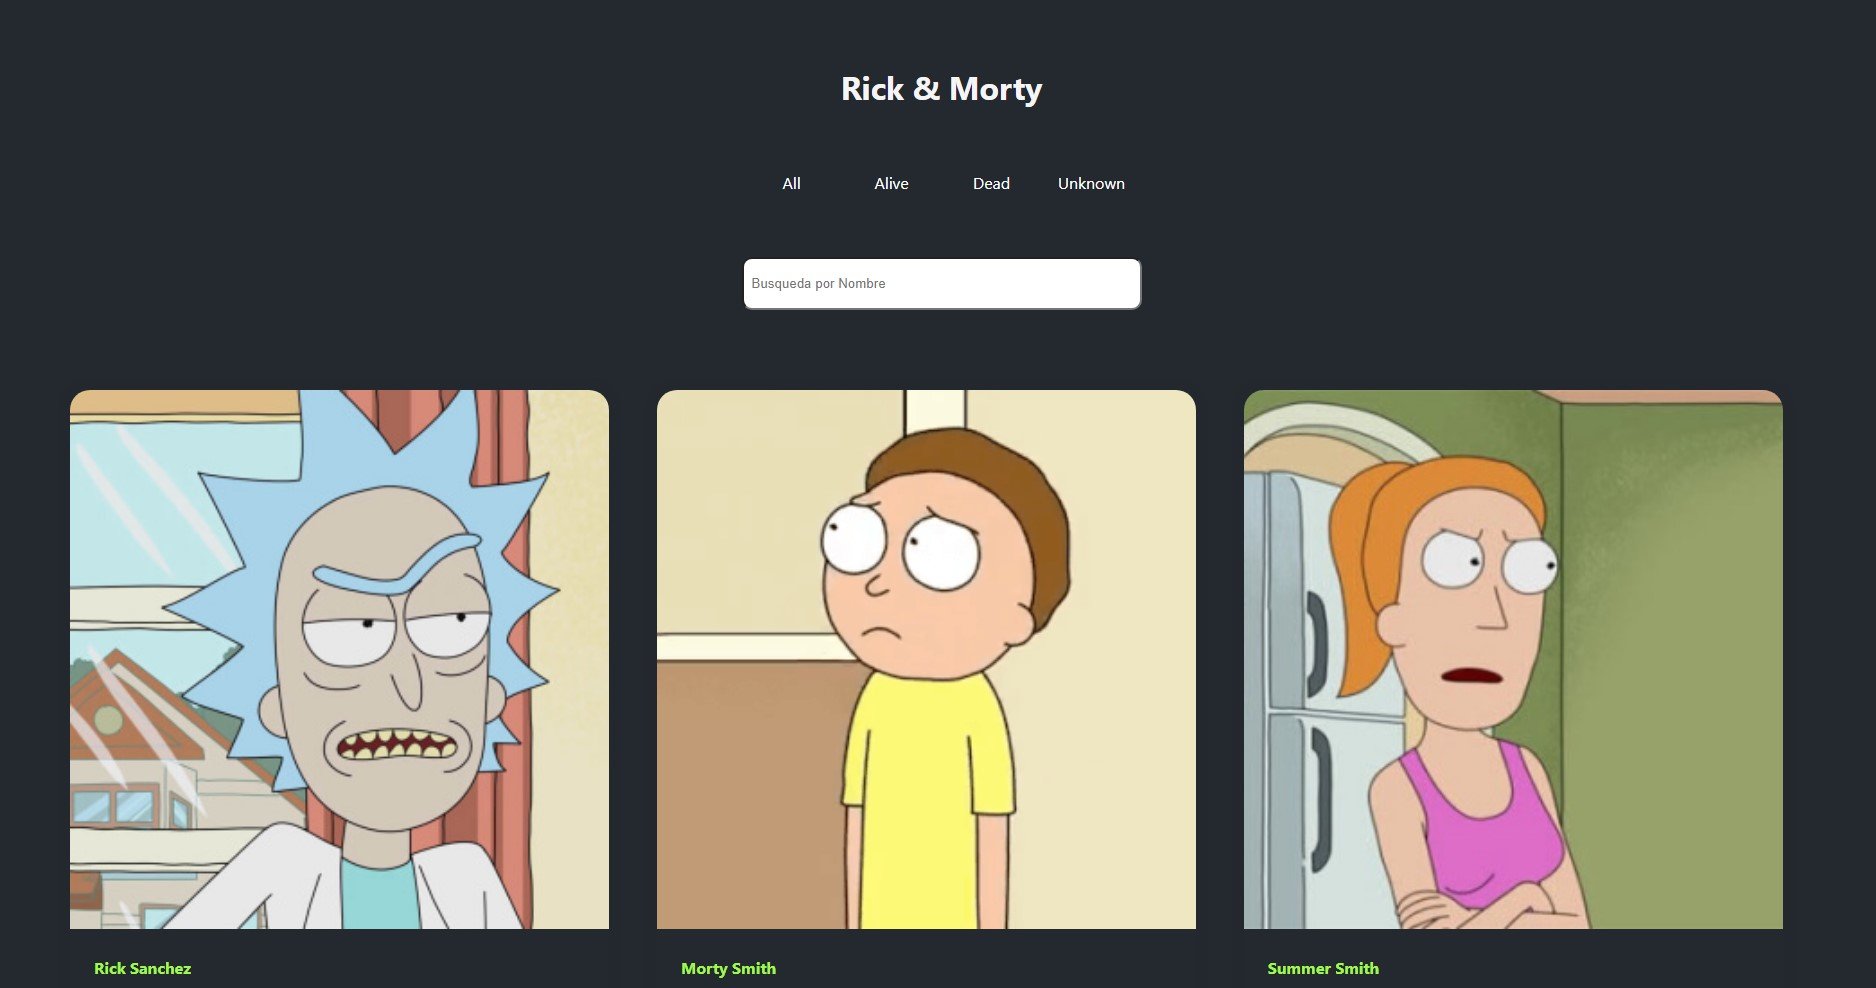 Rick & Morty
All Alive Dead Unknown
Busqueda por Nombre
Rick Sanchez Morty Smith Summer Smith